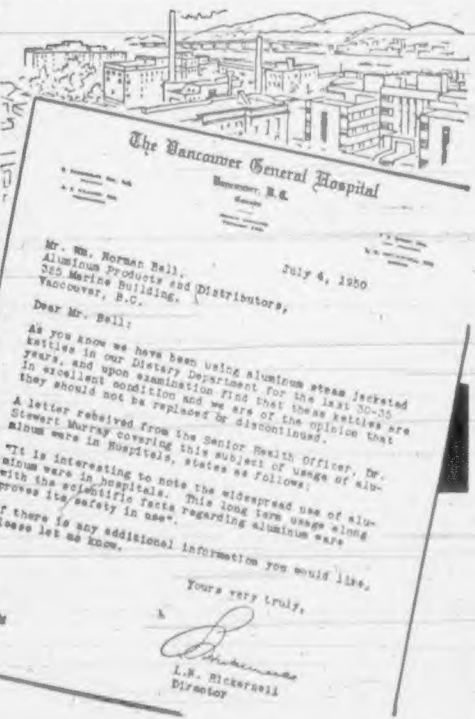 The Vancouver General Hospital
Vancouver, B.C.
Canada
July 4, 1950
Mr. Wm. Norman Bell,
Aluminum Products and Distributors,
325 Marine Building,
Vancouver, B.C.
Dear Mr. Bell:
As you know we have been using aluminum steam jacketed
kettles in our Dietary Department for the last 30-35
years, and upon examination find that these kettles are
in excellent condition and we are of the opinion that
they should not be replaced or discontinued.
A letter received from the Senior Health Officer, Dr.
Stewart Murray covering this subject of usage of alu-
minum ware in Hospitals, states as follows:
"It is interesting to note the widespread use of alu-
minum ware in hospitals. This long term usage along
with the scientific facts regarding aluminum ware
proves its safety in use".
If there is any additional information you would like,
please let me know.
Yours very truly,
L.N. Hickernell
Director